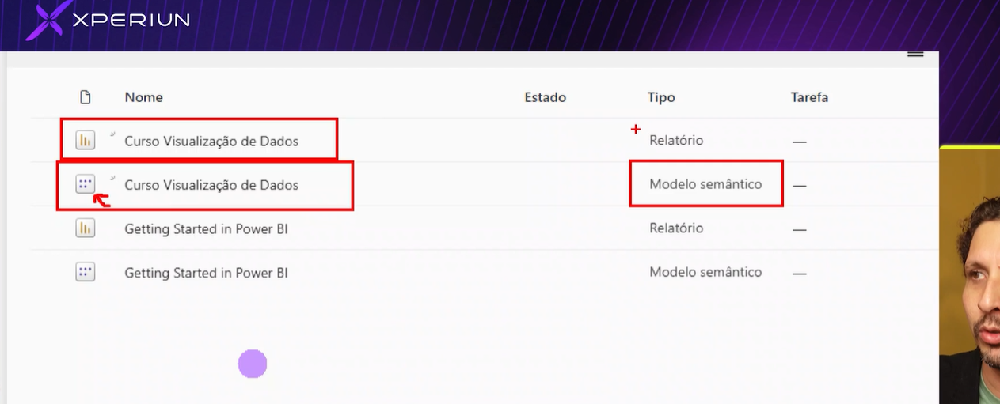 XPERIUN
Nome Estado Tipo Tarefa
Curso Visualização de Dados Relatório —
Curso Visualização de Dados Modelo semântico —
Getting Started in Power BI Relatório —
Getting Started in Power BI Modelo semântico —